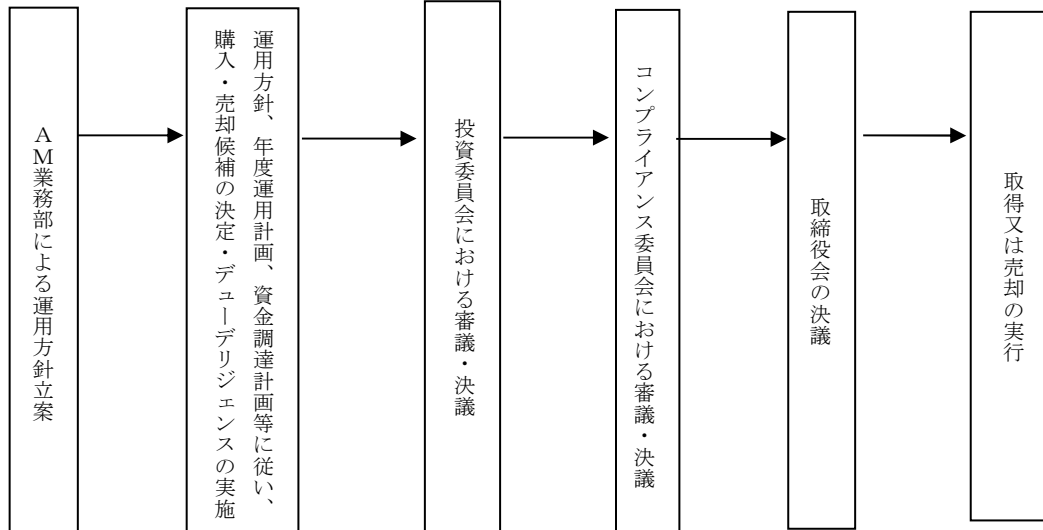 AM業務部による運用方針立案
運用方針、年度運用計画、資金調達計画等に従い、
購入・売却候補の決定・デューデリジェンスの実施
投資委員会における審議・決議
コンプライアンス委員会における審議・決議
取締役会の決議
取得又は売却の実行